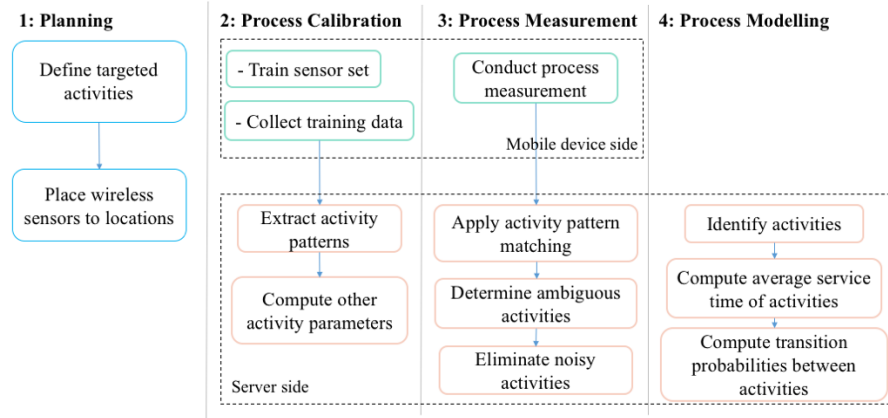 1: Planning
Define targeted
activities
Place wireless
sensors to locations
2: Process Calibration
- Train sensor set
- Collect training data
Extract activity
patterns
Compute other
activity parameters
Server side
3: Process Measurement
Conduct process
measurement
Mobile device side
Apply activity pattern
matching
Determine ambiguous
activities
Eliminate noisy
activities
4: Process Modelling
Identify activities
Compute average service
time of activities
Compute transition
probabilities between
activities